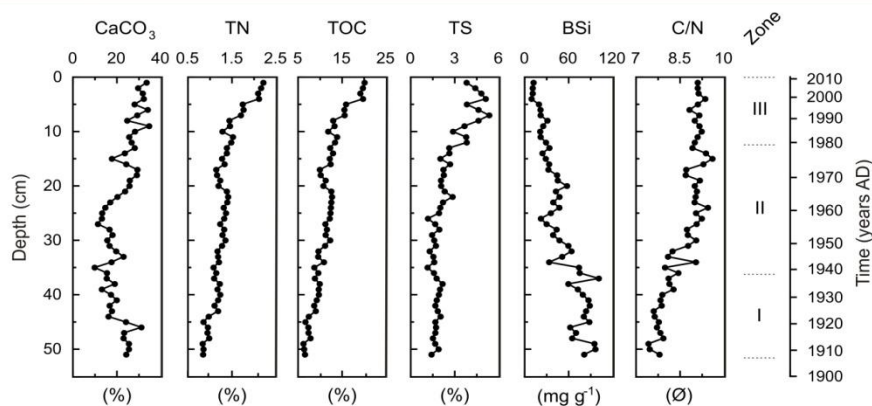 CaCO3 TN TOC TS BSi C/N Zone
0 20 40 0.5 1.5 2.5 5 15 25 0 3 6 0 60 120 7 8.5 10
0 2010
2000
III 1990
10
1980
1970
20
II 1960
30 1950
1940
40 1930
I 1920
50 1910
1900
Depth (cm)
Time (years AD)
(%) (%) (%) (%) (mg g-1) (Ø)